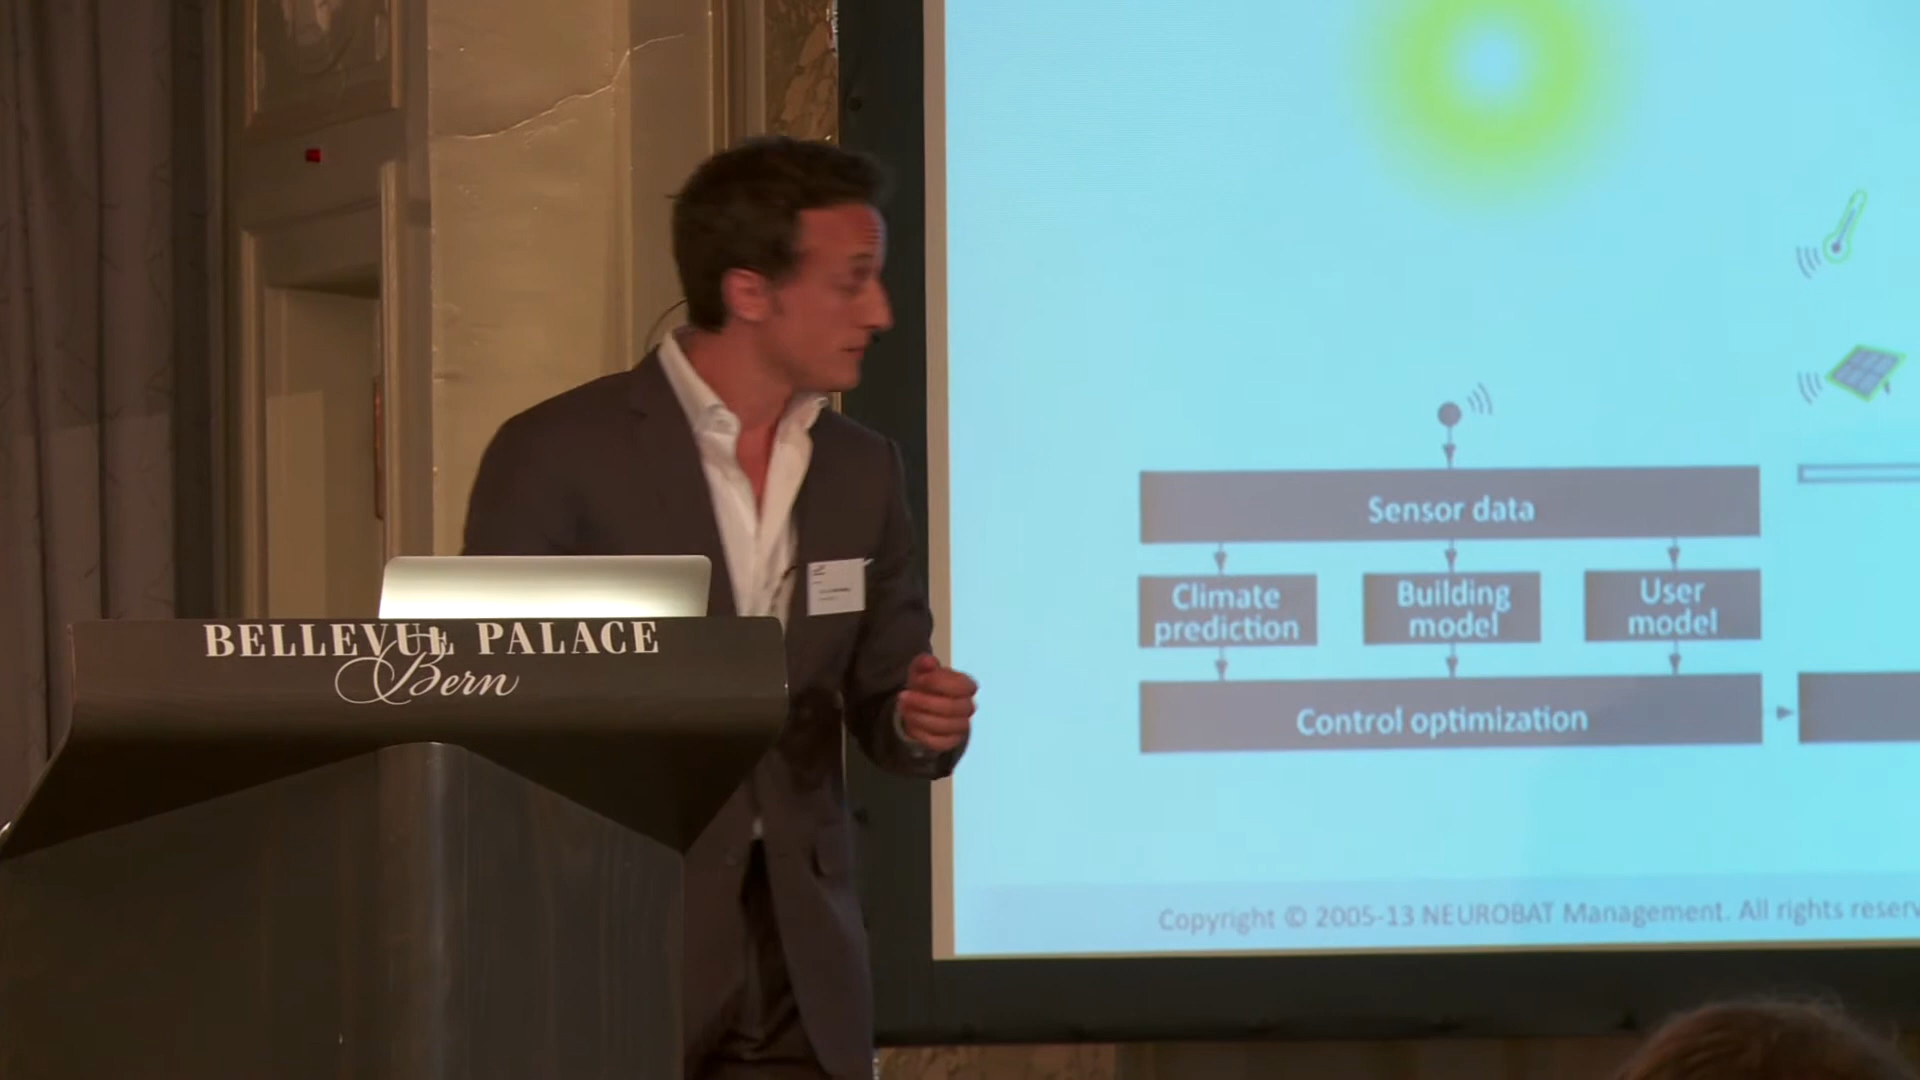 BELLEVUE PALACE
Bern
Sensor data
Climate
prediction
Building
model
User
model
Control optimization
Copyright © 2005-13 NEUROBAT Management. All rights reserv